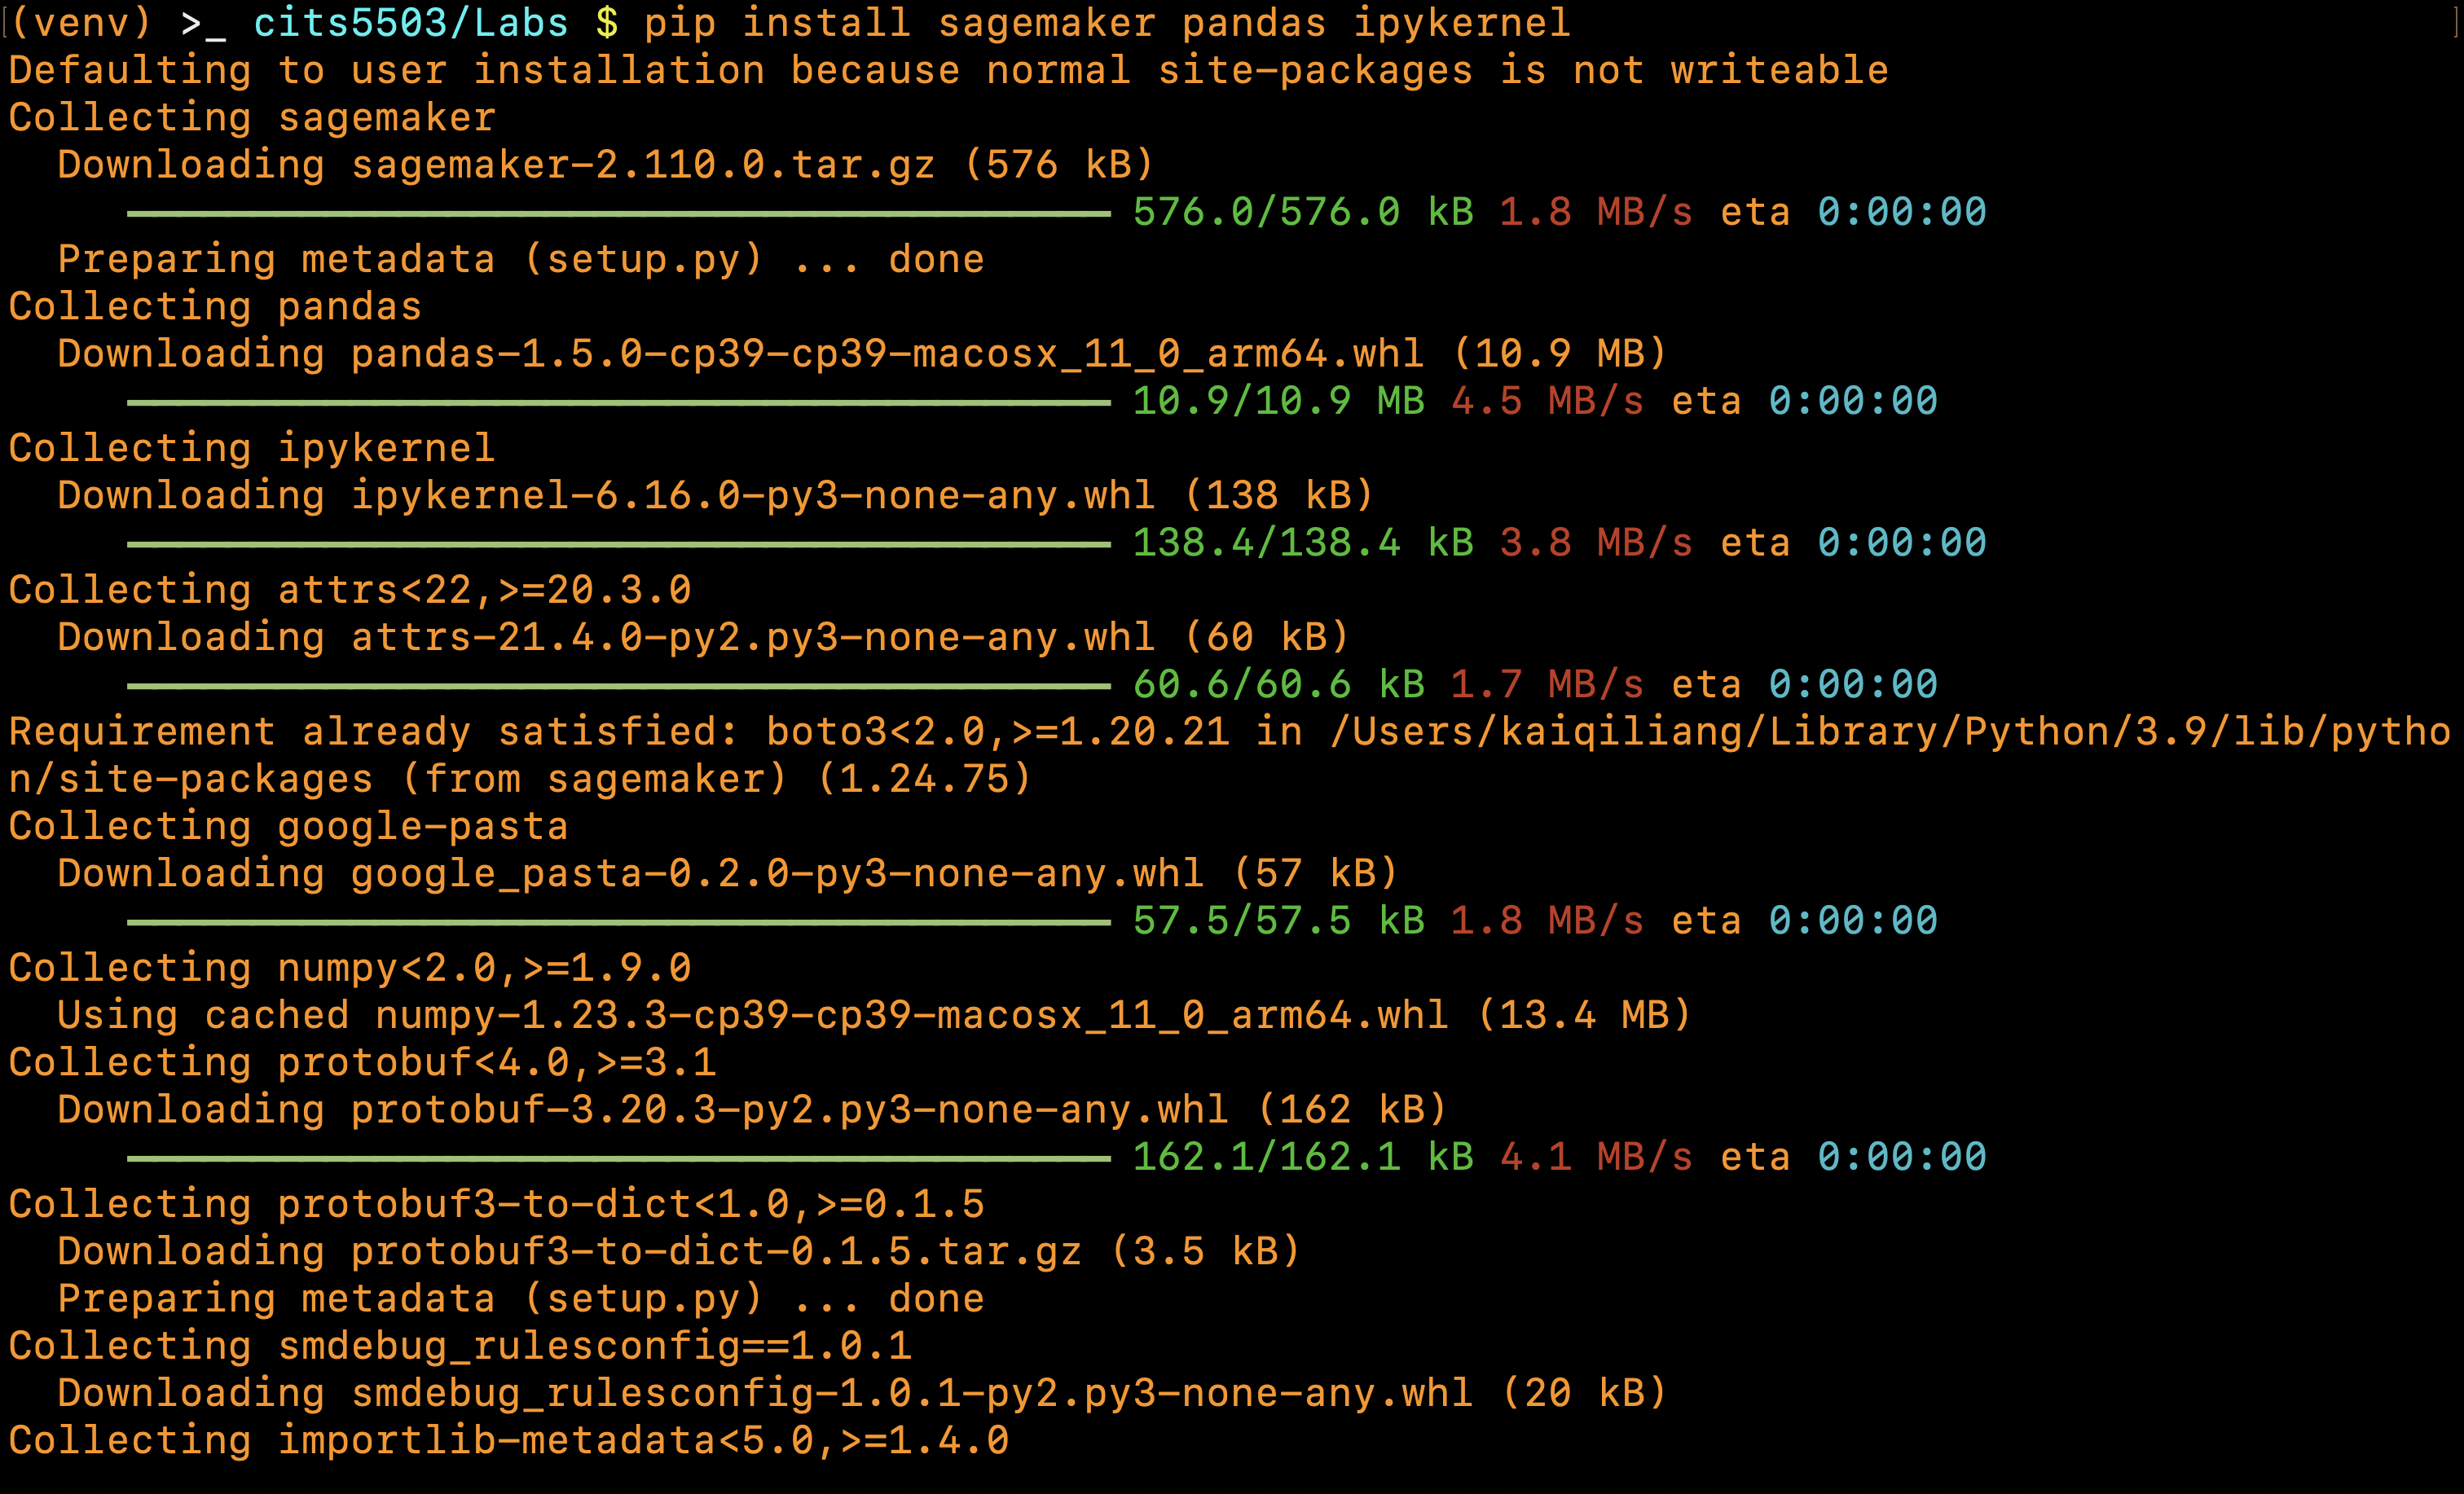 (venv) >_ cits5503/Labs $ pip install sagemaker pandas ipykernel
Defaulting to user installation because normal site-packages is not writeable
Collecting sagemaker
  Downloading sagemaker-2.110.0.tar.gz (576 kB)
     ━━━━━━━━━━━━━━━━━━━━━━━━━━━━━━━━━━━━━━━━ 576.0/576.0 kB 1.8 MB/s eta 0:00:00
  Preparing metadata (setup.py) ... done
Collecting pandas
  Downloading pandas-1.5.0-cp39-cp39-macosx_11_0_arm64.whl (10.9 MB)
     ━━━━━━━━━━━━━━━━━━━━━━━━━━━━━━━━━━━━━━━━ 10.9/10.9 MB 4.5 MB/s eta 0:00:00
Collecting ipykernel
  Downloading ipykernel-6.16.0-py3-none-any.whl (138 kB)
     ━━━━━━━━━━━━━━━━━━━━━━━━━━━━━━━━━━━━━━━━ 138.4/138.4 kB 3.8 MB/s eta 0:00:00
Collecting attrs<22,>=20.3.0
  Downloading attrs-21.4.0-py2.py3-none-any.whl (60 kB)
     ━━━━━━━━━━━━━━━━━━━━━━━━━━━━━━━━━━━━━━━━ 60.6/60.6 kB 1.7 MB/s eta 0:00:00
Requirement already satisfied: boto3<2.0,>=1.20.21 in /Users/kaiqiliang/Library/Python/3.9/lib/pytho
n/site-packages (from sagemaker) (1.24.75)
Collecting google-pasta
  Downloading google_pasta-0.2.0-py3-none-any.whl (57 kB)
     ━━━━━━━━━━━━━━━━━━━━━━━━━━━━━━━━━━━━━━━━ 57.5/57.5 kB 1.8 MB/s eta 0:00:00
Collecting numpy<2.0,>=1.9.0
  Using cached numpy-1.23.3-cp39-cp39-macosx_11_0_arm64.whl (13.4 MB)
Collecting protobuf<4.0,>=3.1
  Downloading protobuf-3.20.3-py2.py3-none-any.whl (162 kB)
     ━━━━━━━━━━━━━━━━━━━━━━━━━━━━━━━━━━━━━━━━ 162.1/162.1 kB 4.1 MB/s eta 0:00:00
Collecting protobuf3-to-dict<1.0,>=0.1.5
  Downloading protobuf3-to-dict-0.1.5.tar.gz (3.5 kB)
  Preparing metadata (setup.py) ... done
Collecting smdebug_rulesconfig==1.0.1
  Downloading smdebug_rulesconfig-1.0.1-py2.py3-none-any.whl (20 kB)
Collecting importlib-metadata<5.0,>=1.4.0